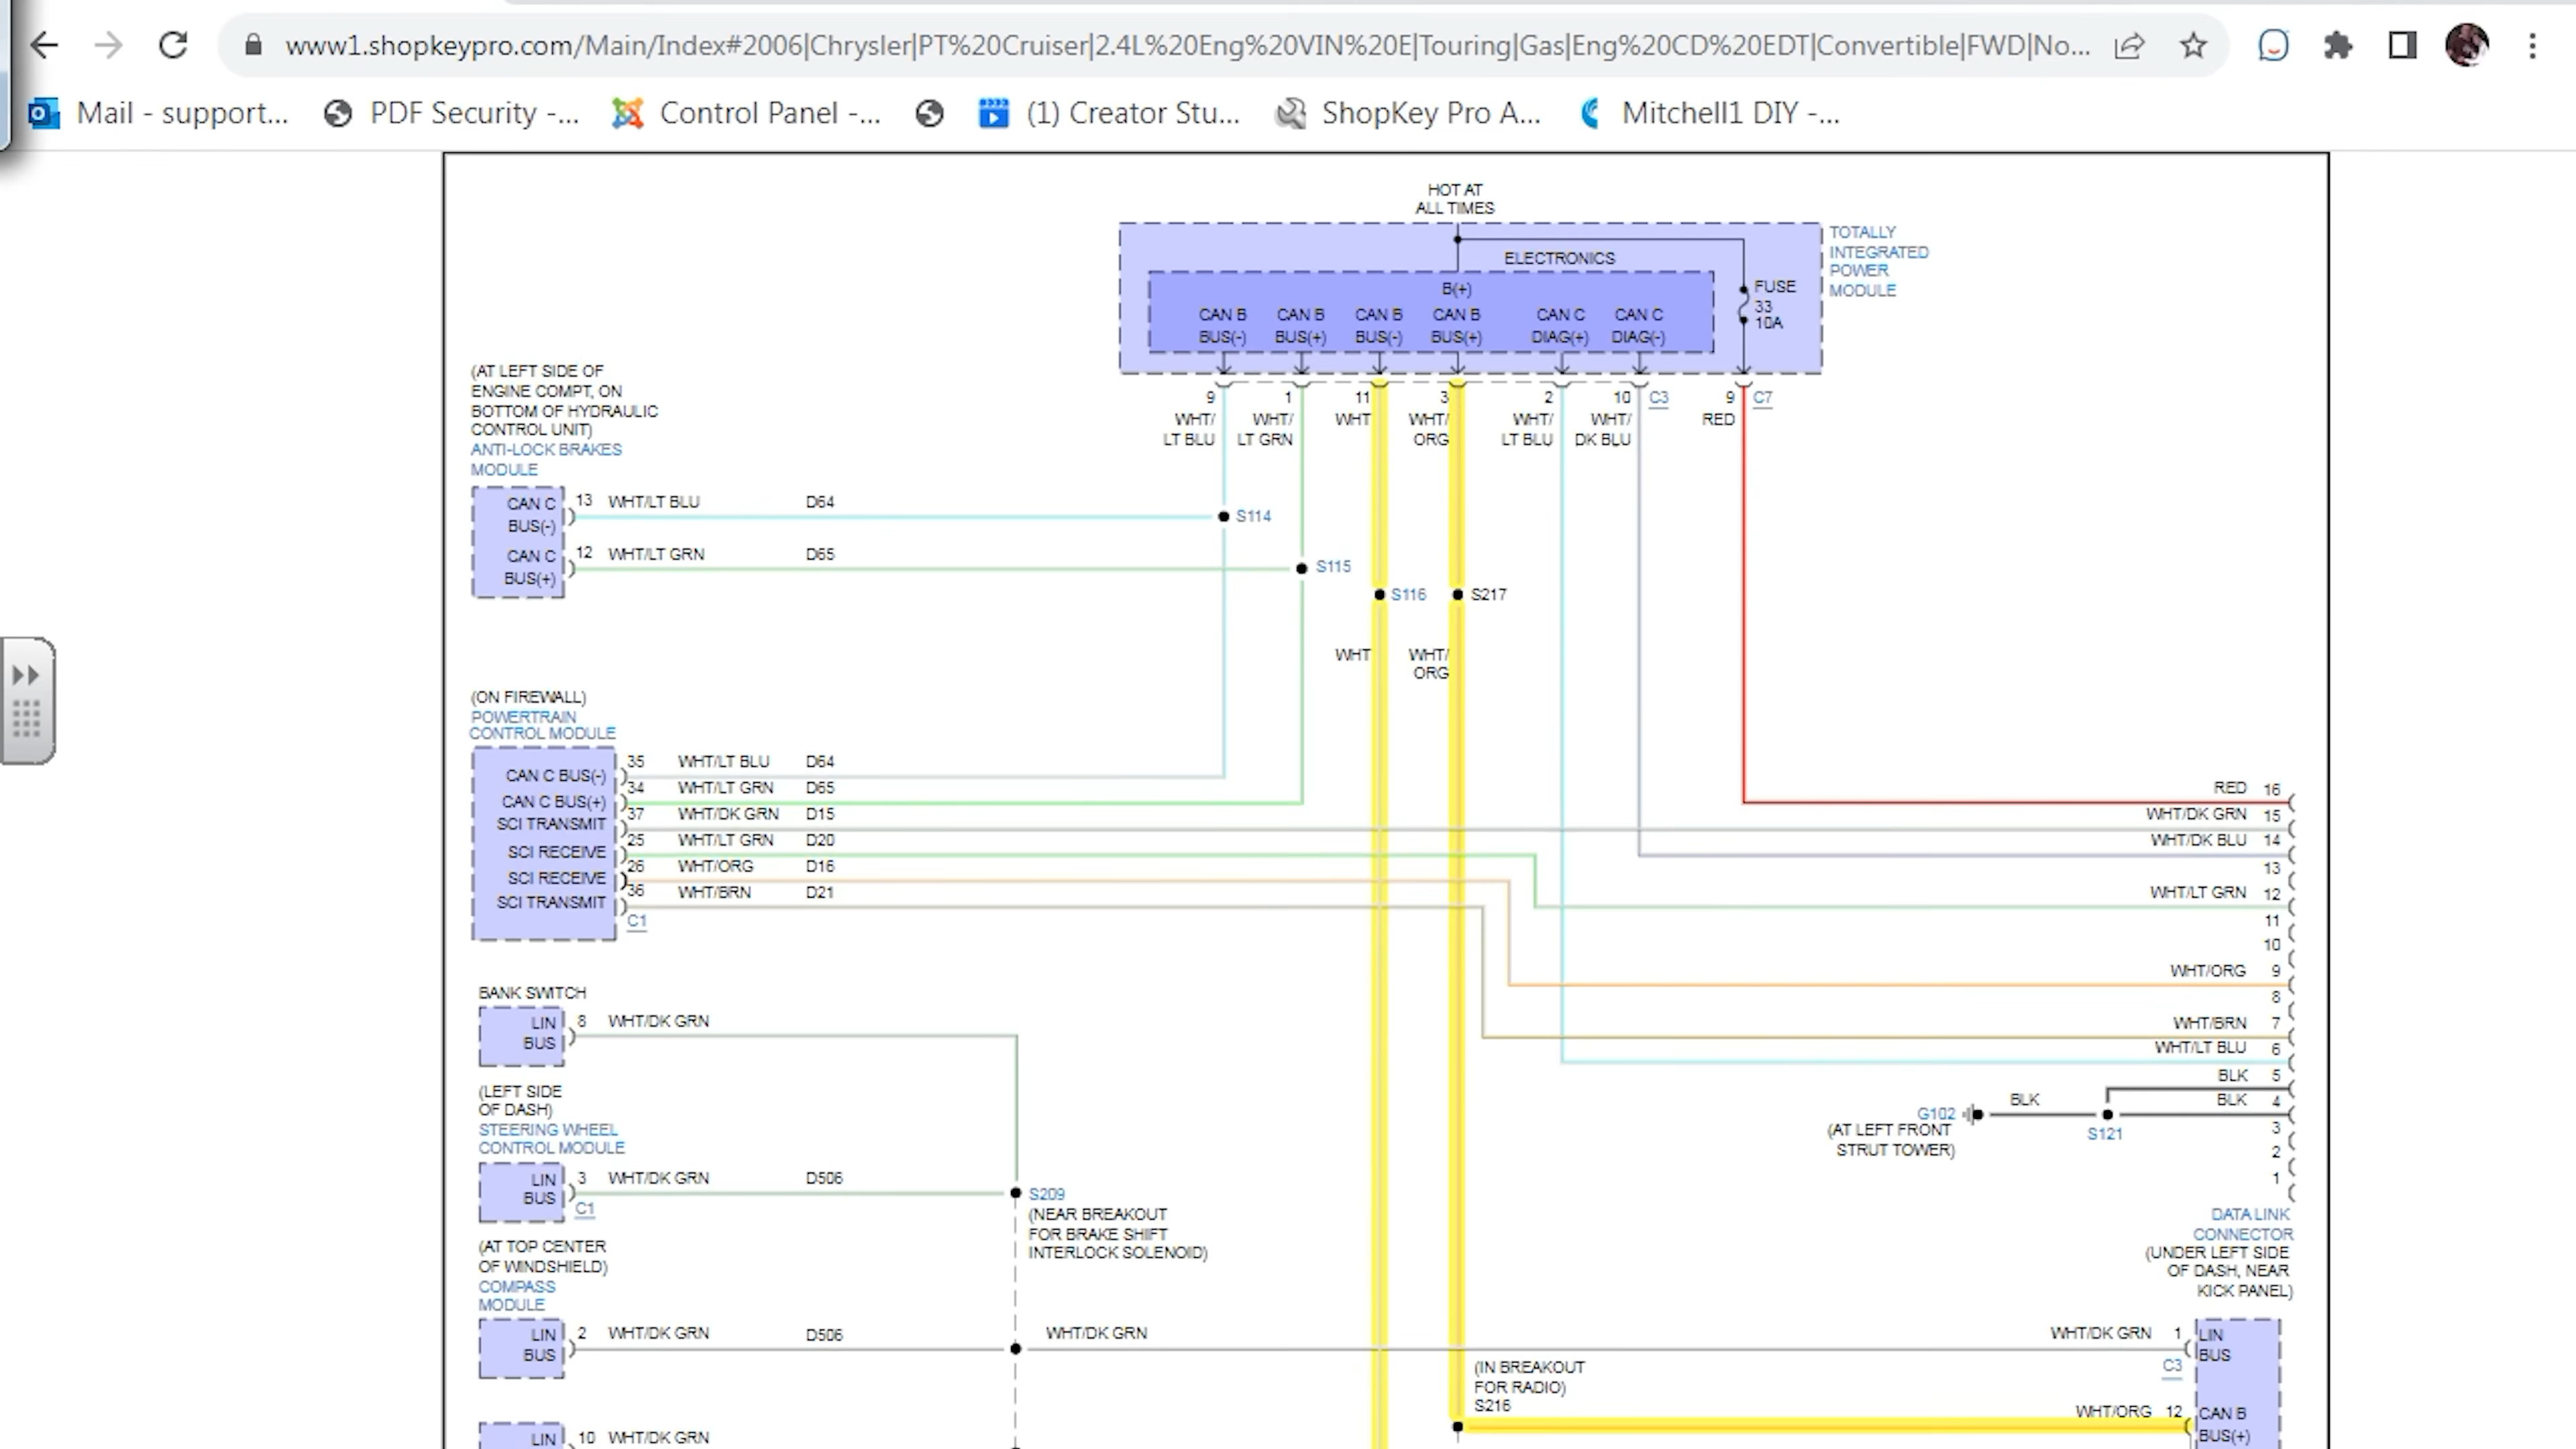 www1.shopkeypro.com/Main/Index#2006|Chrysler|PT%20Cruiser|2.4L%20Eng%20VIN%20E|Touring|Gas|Eng%20CD%20EDT|Convertible|FWD|No...
Mail - support... PDF Security -... Control Panel -... (1) Creator Stu... ShopKey Pro A... Mitchell1 DIY -...
HOT AT
ALL TIMES
TOTALLY
INTEGRATED
POWER
MODULE
ELECTRONICS
B(+)
FUSE
33
10A
CAN B CAN B CAN B CAN B CAN C CAN C
BUS(-) BUS(+) BUS(-) BUS(+) DIAG(+) DIAG(-)
9 1 11 3 2 10 C3 9 C7
WHT/ WHT/ WHT WHT/ WHT/ WHT/ RED
LT BLU LT GRN ORG LT BLU DK BLU
(AT LEFT SIDE OF
ENGINE COMPT, ON
BOTTOM OF HYDRAULIC
CONTROL UNIT)
ANTI-LOCK BRAKES
MODULE
CAN C 13 WHT/LT BLU D64
BUS(-)
S114
CAN C 12 WHT/LT GRN D65
BUS(+)
S115
S116 S217
WHT WHT/
ORG
(ON FIREWALL)
POWERTRAIN
CONTROL MODULE
CAN C BUS(-) 35 WHT/LT BLU D64
CAN C BUS(+) 34 WHT/LT GRN D65
SCI TRANSMIT 37 WHT/DK GRN D15
SCI RECEIVE 25 WHT/LT GRN D20
SCI RECEIVE 26 WHT/ORG D16
SCI TRANSMIT 36 WHT/BRN D21
C1
RED 16
WHT/DK GRN 15
WHT/DK BLU 14
13
WHT/LT GRN 12
11
10
WHT/ORG 9
8
WHT/BRN 7
WHT/LT BLU 6
BLK 5
BLK 4
3
2
1
G102 BLK
S121
(AT LEFT FRONT
STRUT TOWER)
DATA LINK
CONNECTOR
(UNDER LEFT SIDE
OF DASH, NEAR
KICK PANEL)
BANK SWITCH
LIN 8 WHT/DK GRN
BUS
(LEFT SIDE
OF DASH)
STEERING WHEEL
CONTROL MODULE
LIN 3 WHT/DK GRN D506
BUS
C1
S209
(NEAR BREAKOUT
FOR BRAKE SHIFT
INTERLOCK SOLENOID)
(AT TOP CENTER
OF WINDSHIELD)
COMPASS
MODULE
LIN 2 WHT/DK GRN D506 WHT/DK GRN
BUS
WHT/DK GRN 1 LIN
BUS
C3
(IN BREAKOUT
FOR RADIO)
S216
WHT/ORG 12 CAN B
BUS(+)
LIN 10 WHT/DK GRN